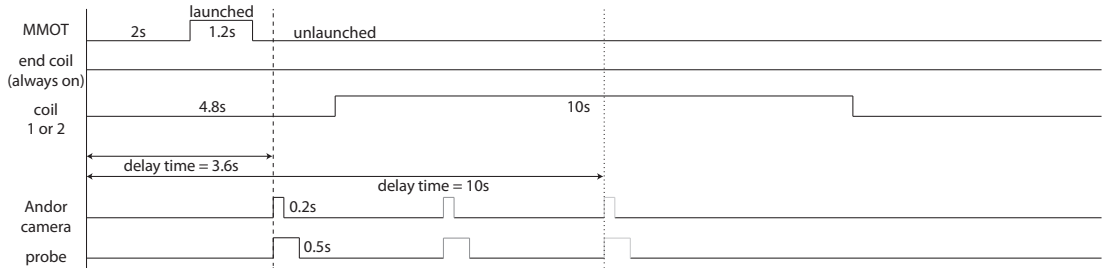 launched
MMOT
2s
1.2s
unlaunched
end coil
(always on)
coil
1 or 2
4.8s
10s
delay time = 3.6s
delay time = 10s
Andor
camera
0.2s
probe
0.5s